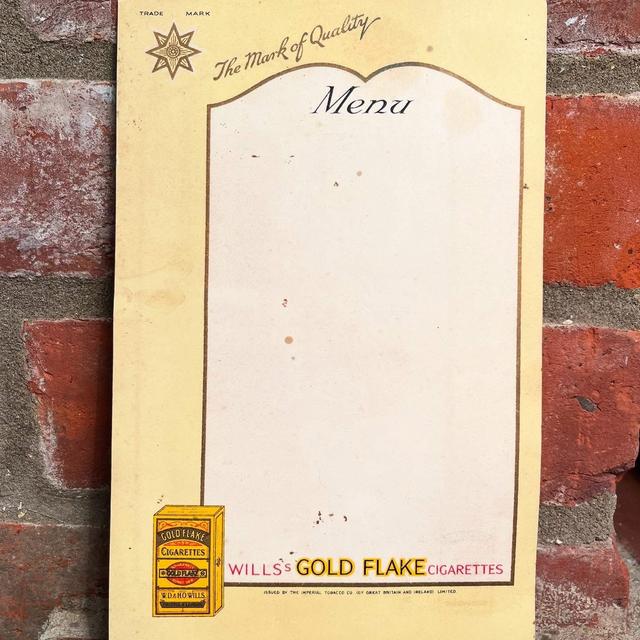 TRADE MARK
The Mark of Quality
Menu
GOLD FLAKE
CIGARETTES
GOLD FLAKE
W.D.& H.O. WILLS.
WILLS'S GOLD FLAKE CIGARETTES
ISSUED BY THE IMPERIAL TOBACCO CO. (OF GREAT BRITAIN AND IRELAND) LIMITED.